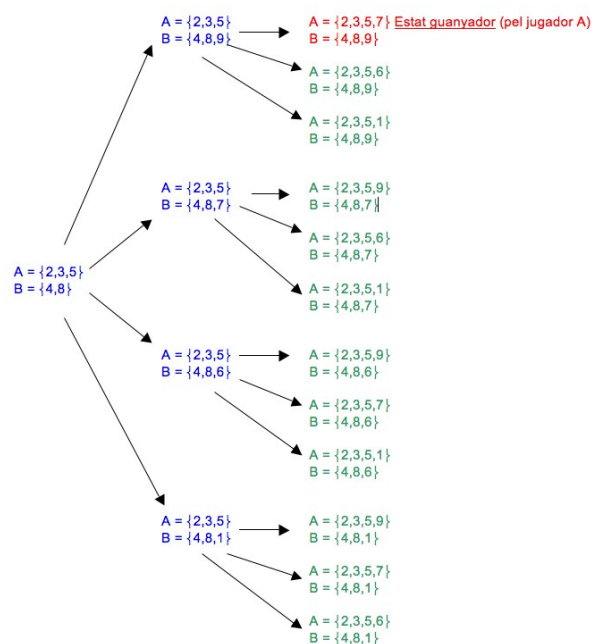 A = {2,3,5}
B = {4,8,9}
A = {2,3,5,7} Estat guanyador (pel jugador A)
B = {4,8,9}
A = {2,3,5,6}
B = {4,8,9}
A = {2,3,5,1}
B = {4,8,9}
A = {2,3,5}
B = {4,8,7}
A = {2,3,5,9}
B = {4,8,7}
A = {2,3,5,6}
B = {4,8,7}
A = {2,3,5}
B = {4,8}
A = {2,3,5,1}
B = {4,8,7}
A = {2,3,5}
B = {4,8,6}
A = {2,3,5,9}
B = {4,8,6}
A = {2,3,5,7}
B = {4,8,6}
A = {2,3,5,1}
B = {4,8,6}
A = {2,3,5}
B = {4,8,1}
A = {2,3,5,9}
B = {4,8,1}
A = {2,3,5,7}
B = {4,8,1}
A = {2,3,5,6}
B = {4,8,1}